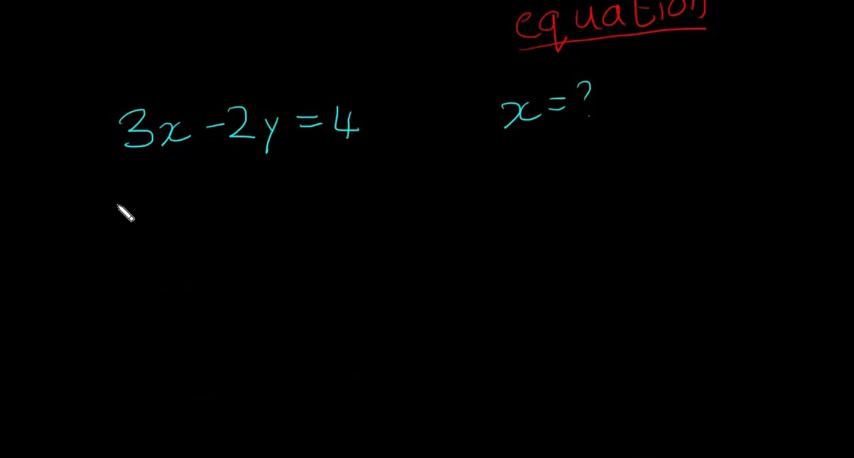 equation
3x - 2y = 4 x = ?